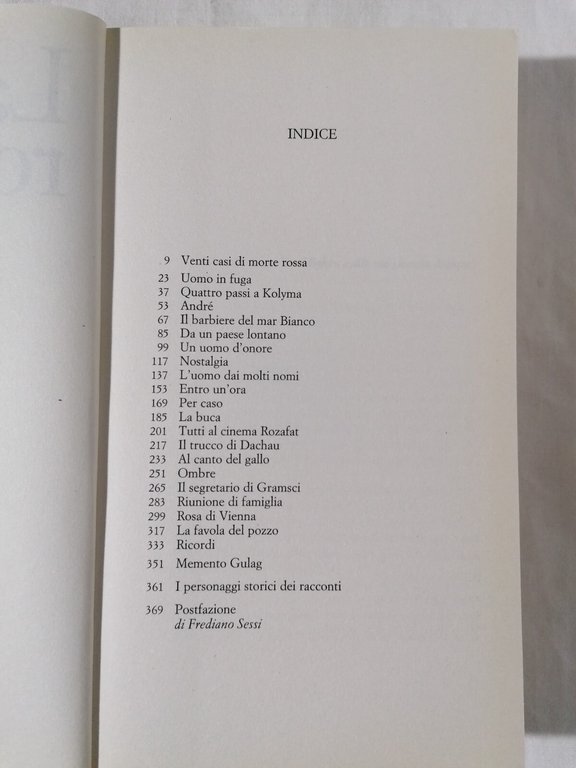 INDICE
9 Venti casi di morte rossa
23 Uomo in fuga
37 Quattro passi a Kolyma
53 André
67 Il barbiere del mar Bianco
85 Da un paese lontano
99 Un uomo d'onore
117 Nostalgia
137 L'uomo dai molti nomi
153 Entro un'ora
169 Per caso
185 La buca
201 Tutti al cinema Rozafat
217 Il trucco di Dachau
233 Al canto del gallo
251 Ombre
265 Il segretario di Gramsci
283 Riunione di famiglia
299 Rosa di Vienna
317 La favola del pozzo
333 Ricordi
351 Memento Gulag
361 I personaggi storici dei racconti
369 Postfazione
di Frediano Sessi